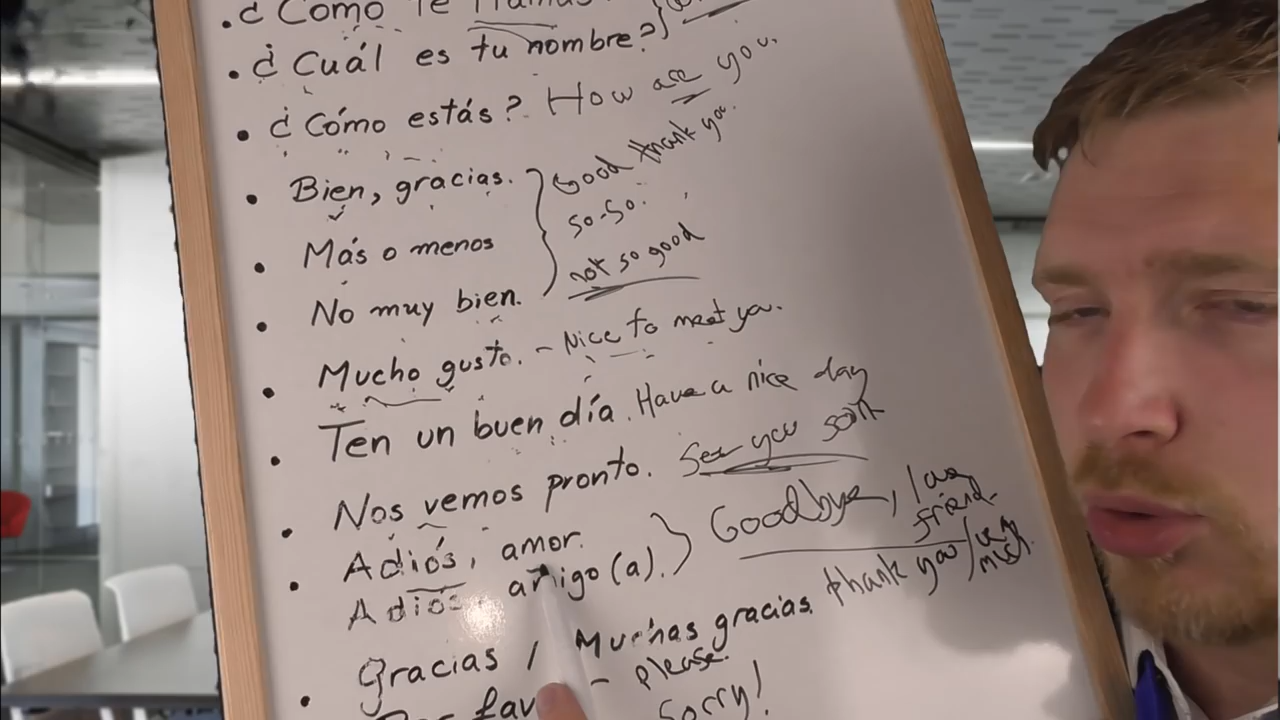 ¿Cómo te llamas
¿Cuál es tu nombre?}
¿Cómo estás? How are you.
Bien, gracias. } Good thank you.
Más o menos so-so.
No muy bien. not so good
Mucho gusto. - Nice to meet you.
Ten un buen día. Have a nice day
Nos vemos pronto. See you soon
Adiós, amor. } Goodbye, love
Adiós, amigo(a). friend
Gracias / Muchas gracias. thank you/
please.
Sorry!